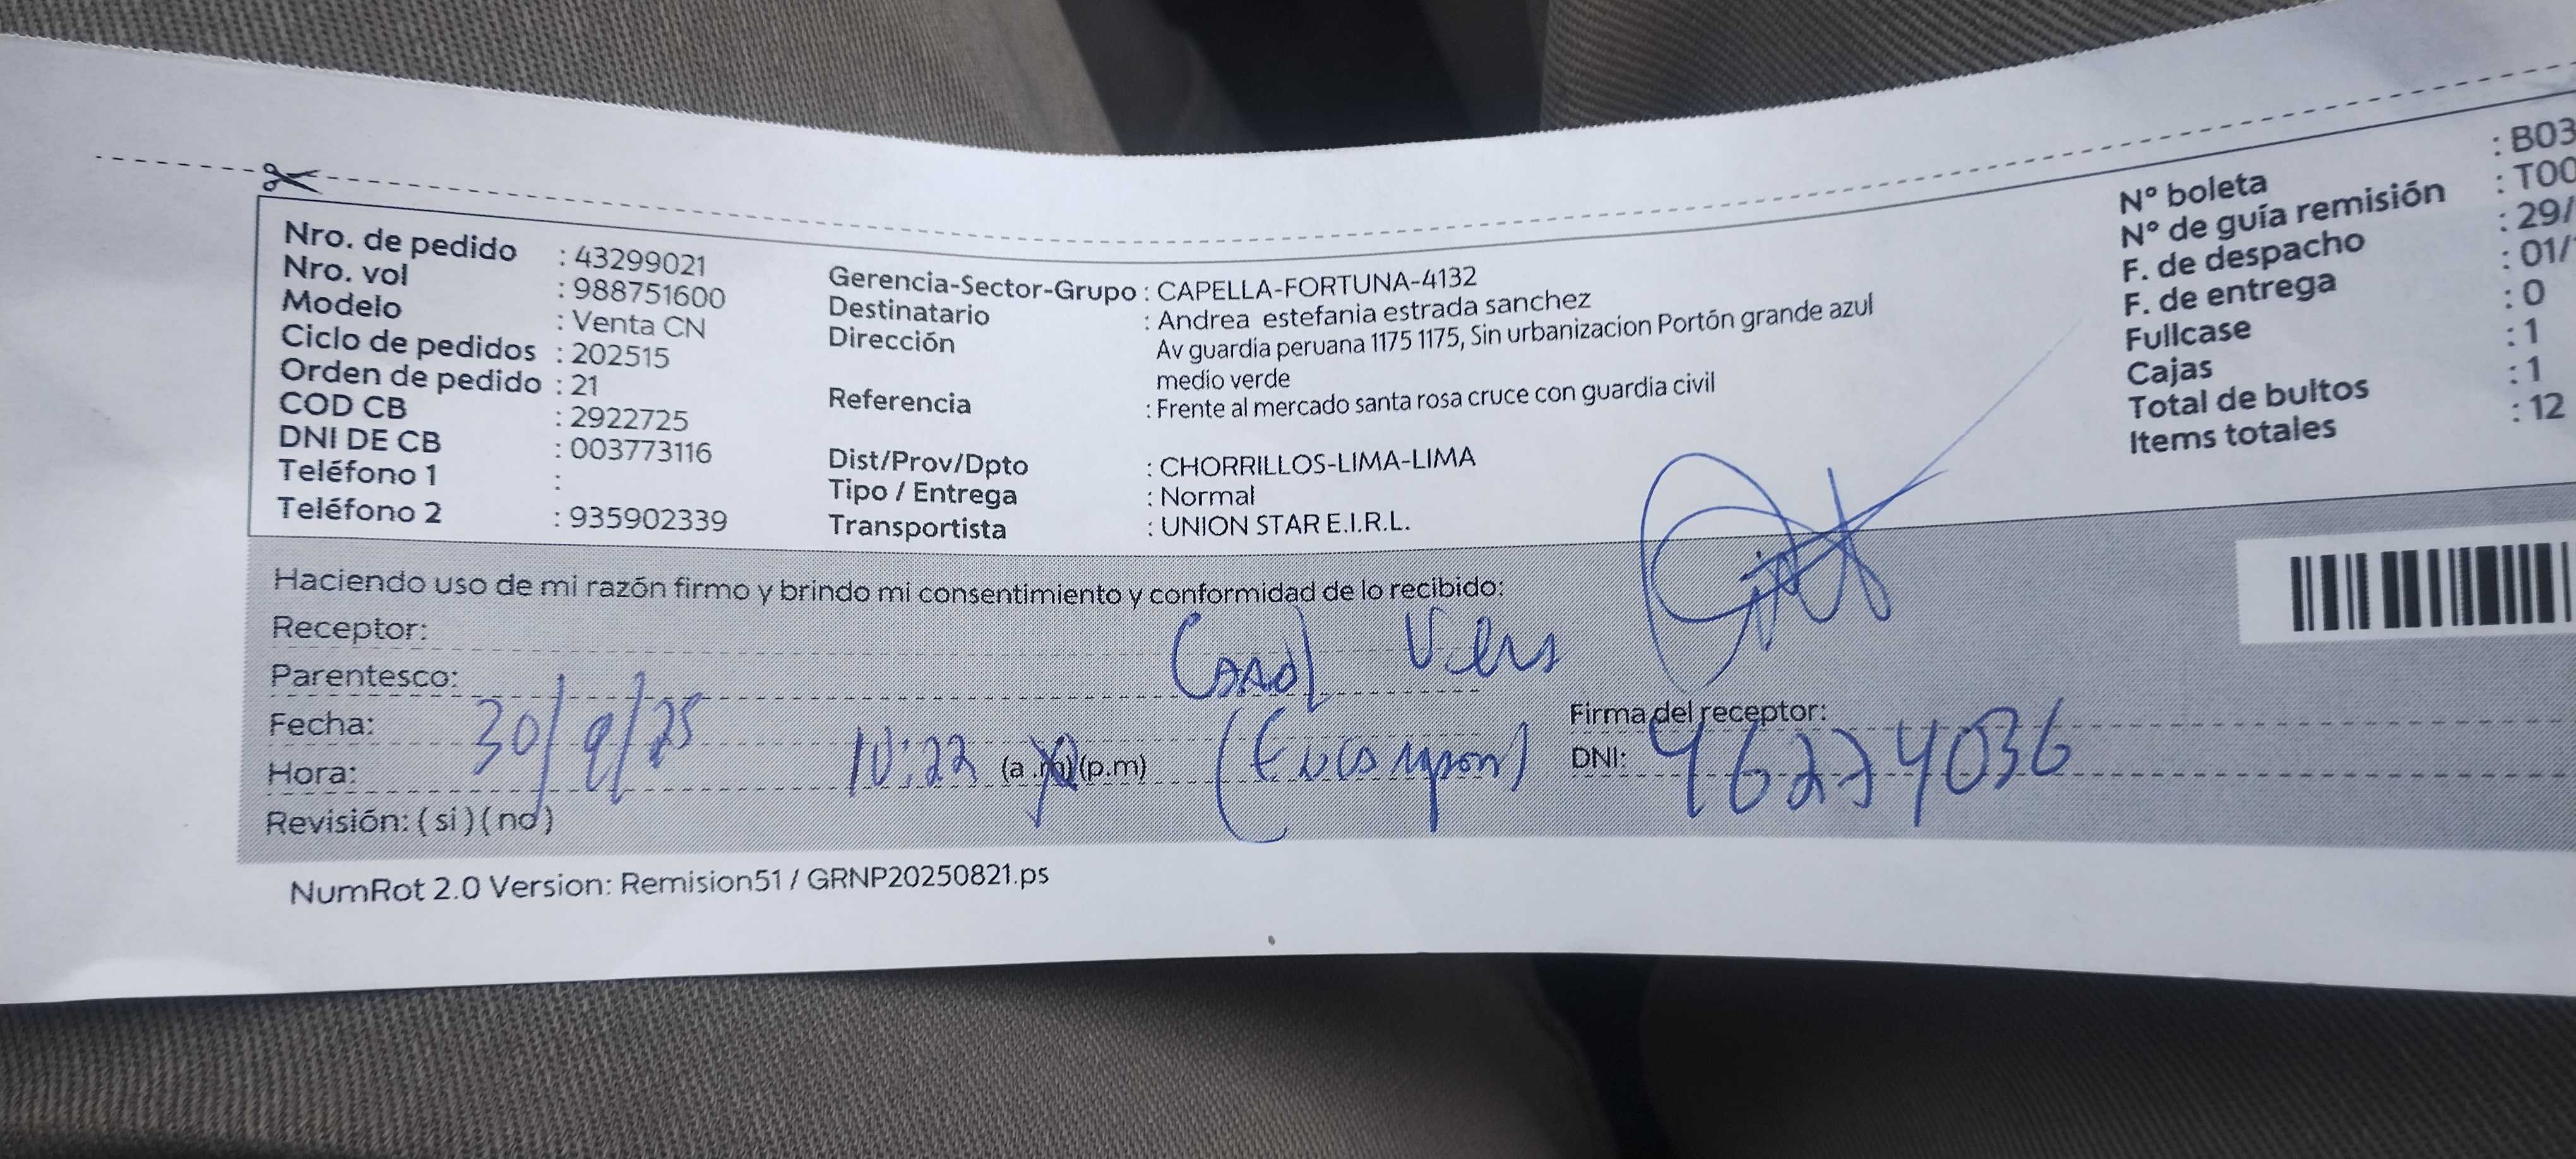 Nro. de pedido : 43299021
Nro. vol : 988751600
Modelo : Venta CN
Ciclo de pedidos : 202515
Orden de pedido : 21
COD CB : 2922725
DNI DE CB : 003773116
Teléfono 1 :
Teléfono 2 : 935902339
Gerencia-Sector-Grupo : CAPELLA-FORTUNA-4132
Destinatario : Andrea estefania estrada sanchez
Dirección Av guardia peruana 1175 1175, Sin urbanizacion Portón grande azul
medio verde
Referencia : Frente al mercado santa rosa cruce con guardia civil
Dist/Prov/Dpto : CHORRILLOS-LIMA-LIMA
Tipo / Entrega : Normal
Transportista : UNION STAR E.I.R.L.
N° boleta : B03
N° de guía remisión : T00
F. de despacho : 29/
F. de entrega : 01/
Fullcase : 0
Cajas : 1
Total de bultos : 1
Items totales : 12
Haciendo uso de mi razón firmo y brindo mi consentimiento y conformidad de lo recibido:
Receptor:
Carol
Parentesco:
Fecha: 30/9/25
Firma del receptor:
Hora: 10:22 (a.m)(p.m)
DNI: 46274036
Revisión: (si)(no)
NumRot 2.0 Version: Remision51 / GRNP20250821.ps